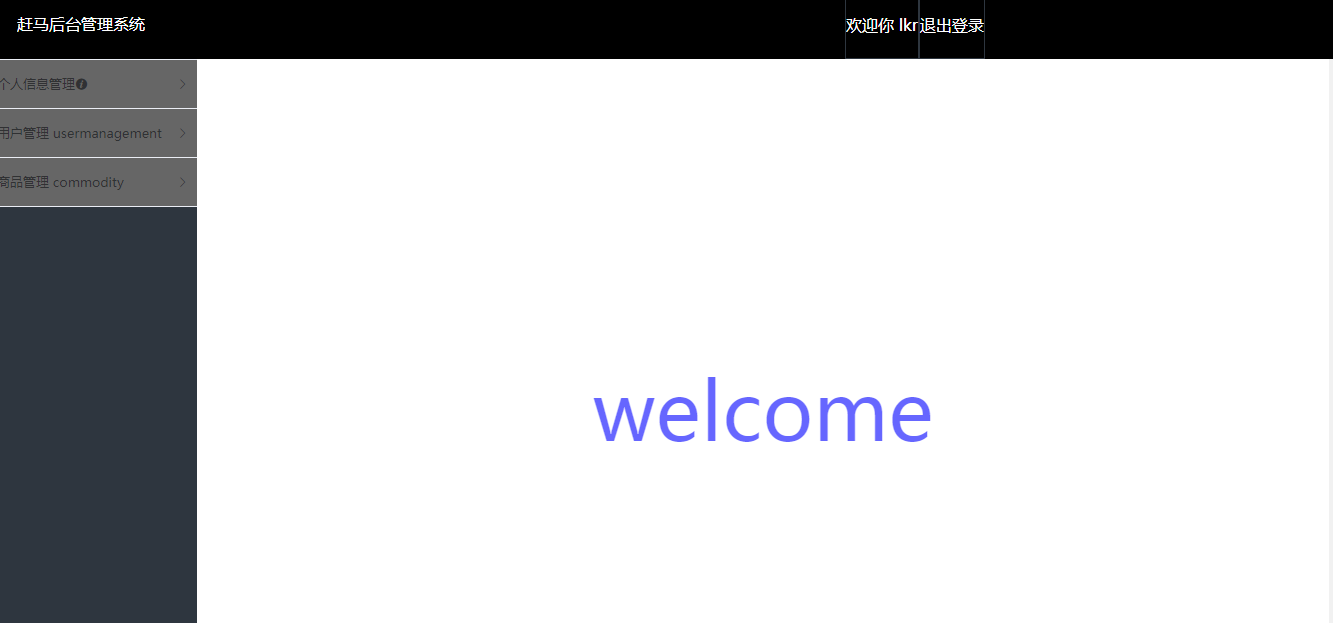 赶马后台管理系统
欢迎你 lkr 退出登录
个人信息管理
用户管理 usermanagement
商品管理 commodity
welcome